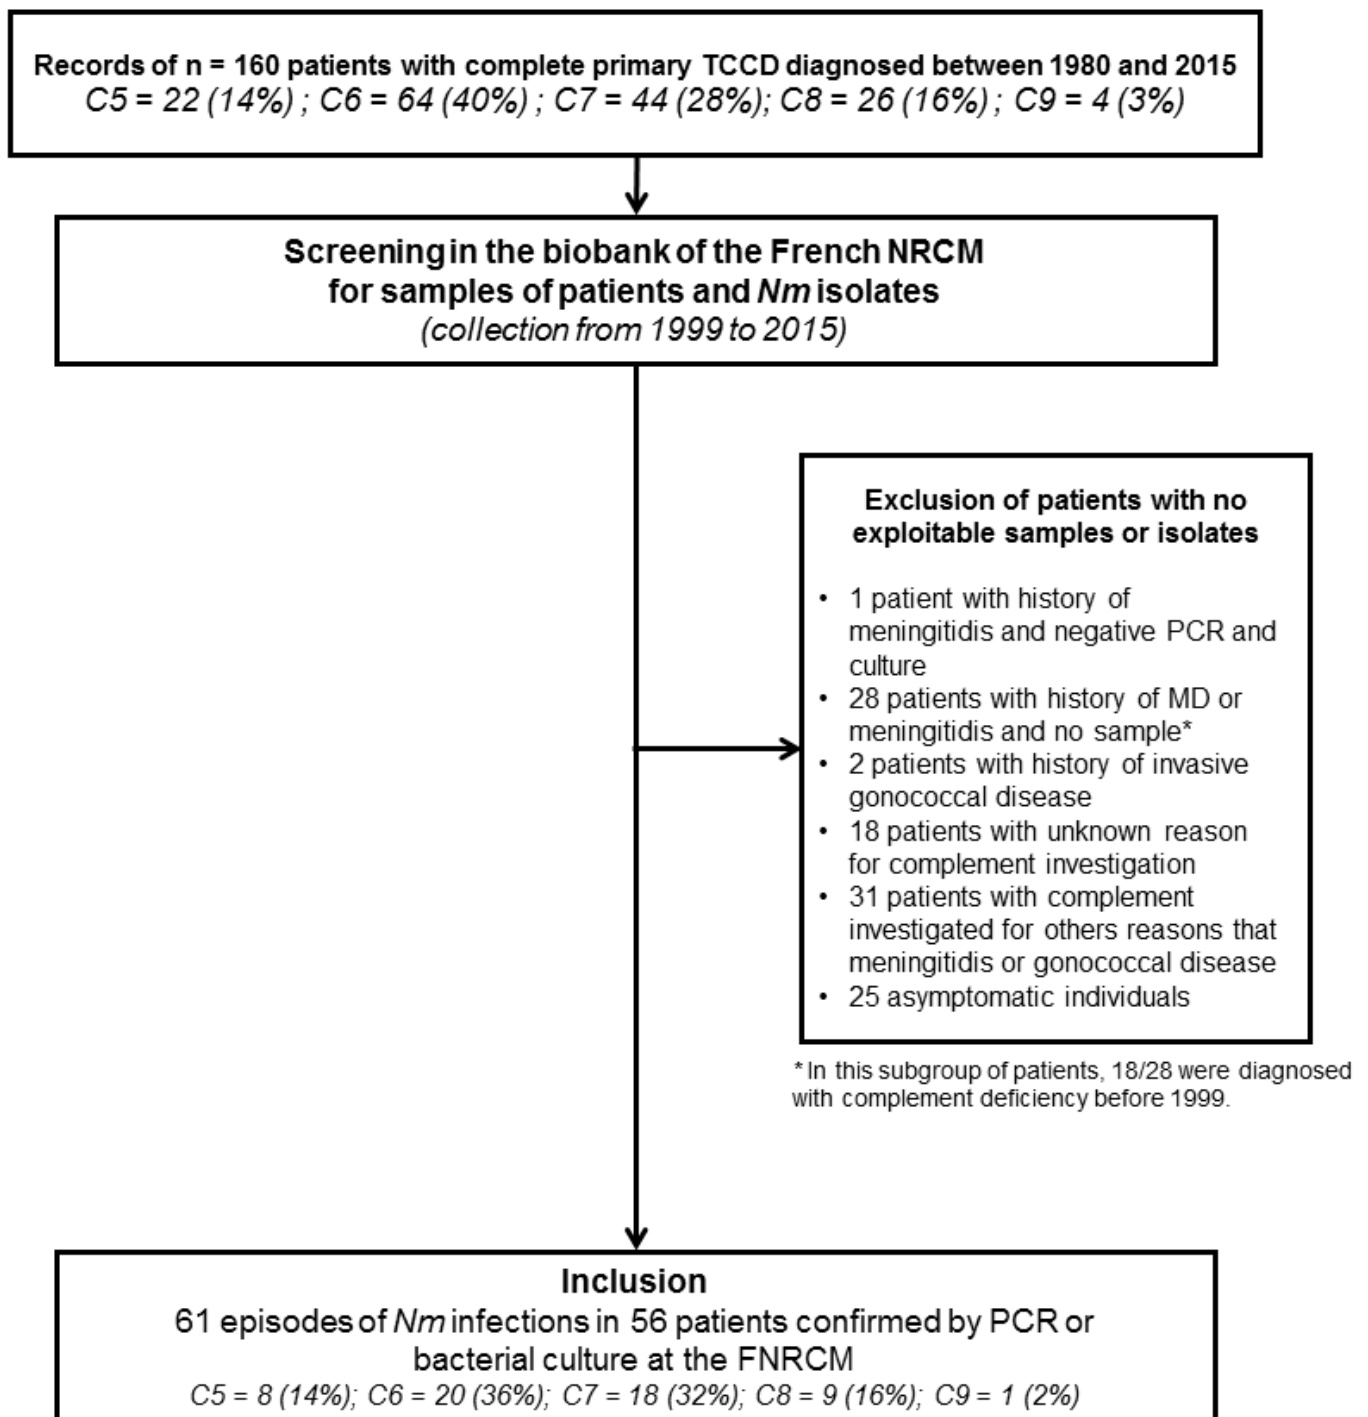 Records of n = 160 patients with complete primary TCCD diagnosed between 1980 and 2015
C5 = 22 (14%) ; C6 = 64 (40%) ; C7 = 44 (28%); C8 = 26 (16%) ; C9 = 4 (3%)
Screening in the biobank of the French NRCM
for samples of patients and Nm isolates
(collection from 1999 to 2015)
Exclusion of patients with no
exploitable samples or isolates
• 1 patient with history of
meningitidis and negative PCR and
culture
• 28 patients with history of MD or
meningitidis and no sample*
• 2 patients with history of invasive
gonococcal disease
• 18 patients with unknown reason
for complement investigation
• 31 patients with complement
investigated for others reasons that
meningitidis or gonococcal disease
• 25 asymptomatic individuals
* In this subgroup of patients, 18/28 were diagnosed
with complement deficiency before 1999.
Inclusion
61 episodes of Nm infections in 56 patients confirmed by PCR or
bacterial culture at the FNRCM
C5 = 8 (14%); C6 = 20 (36%); C7 = 18 (32%); C8 = 9 (16%); C9 = 1 (2%)